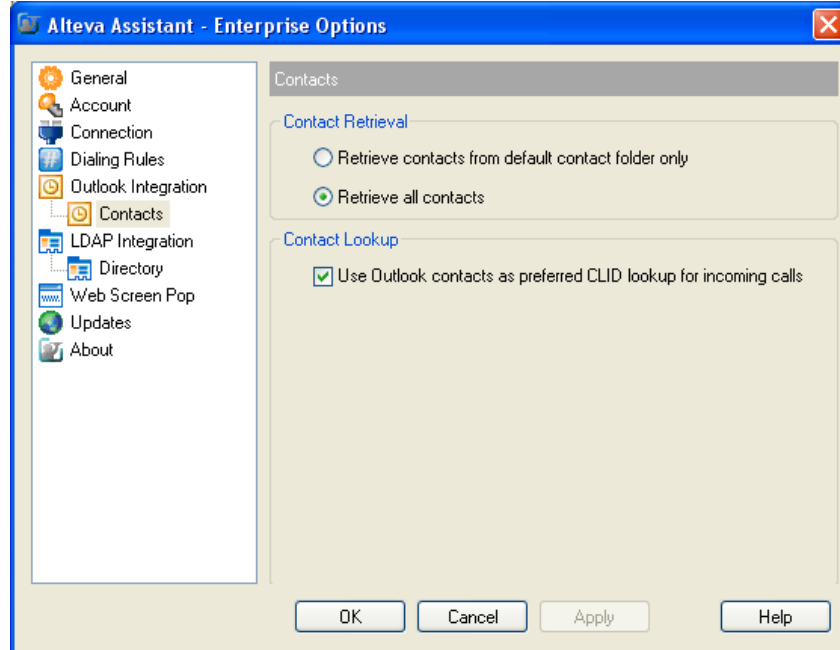 Alteva Assistant - Enterprise Options
General
Account
Connection
Dialing Rules
Outlook Integration
Contacts
LDAP Integration
Directory
Web Screen Pop
Updates
About
Contacts
Contact Retrieval
Retrieve contacts from default contact folder only
Retrieve all contacts
Contact Lookup
Use Outlook contacts as preferred CLID lookup for incoming calls
OK Cancel Apply Help